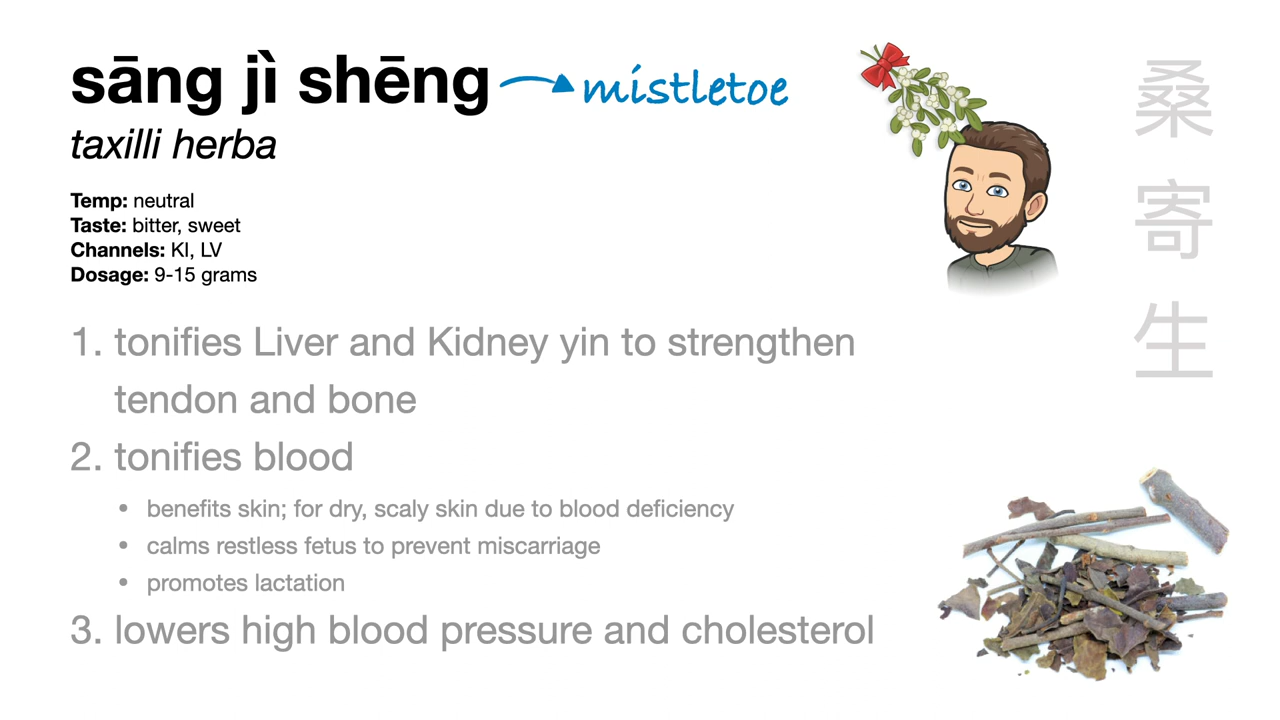 sāng jì shēng
mistletoe
taxilli herba
Temp: neutral
Taste: bitter, sweet
Channels: KI, LV
Dosage: 9-15 grams
1. tonifies Liver and Kidney yin to strengthen
tendon and bone
2. tonifies blood
• benefits skin; for dry, scaly skin due to blood deficiency
• calms restless fetus to prevent miscarriage
• promotes lactation
3. lowers high blood pressure and cholesterol
桑
寄
生